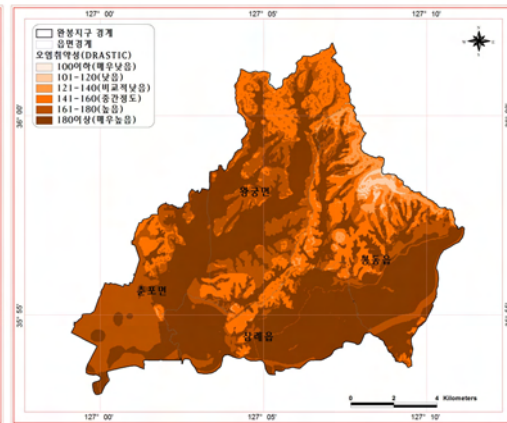 127° 00' 127° 05' 127° 10'
완봉지구 경계
읍면경계
오염취약성(DRASTIC)
100이하(매우낮음)
101-120(낮음)
121-140(비교적낮음)
141-160(중간정도)
161-180(높음)
180이상(매우높음)
36° 00'
왕궁면
봉동읍
춘포면
35° 55'
삼례읍
0 2 4 Kilometers
127° 00' 127° 05' 127° 10'